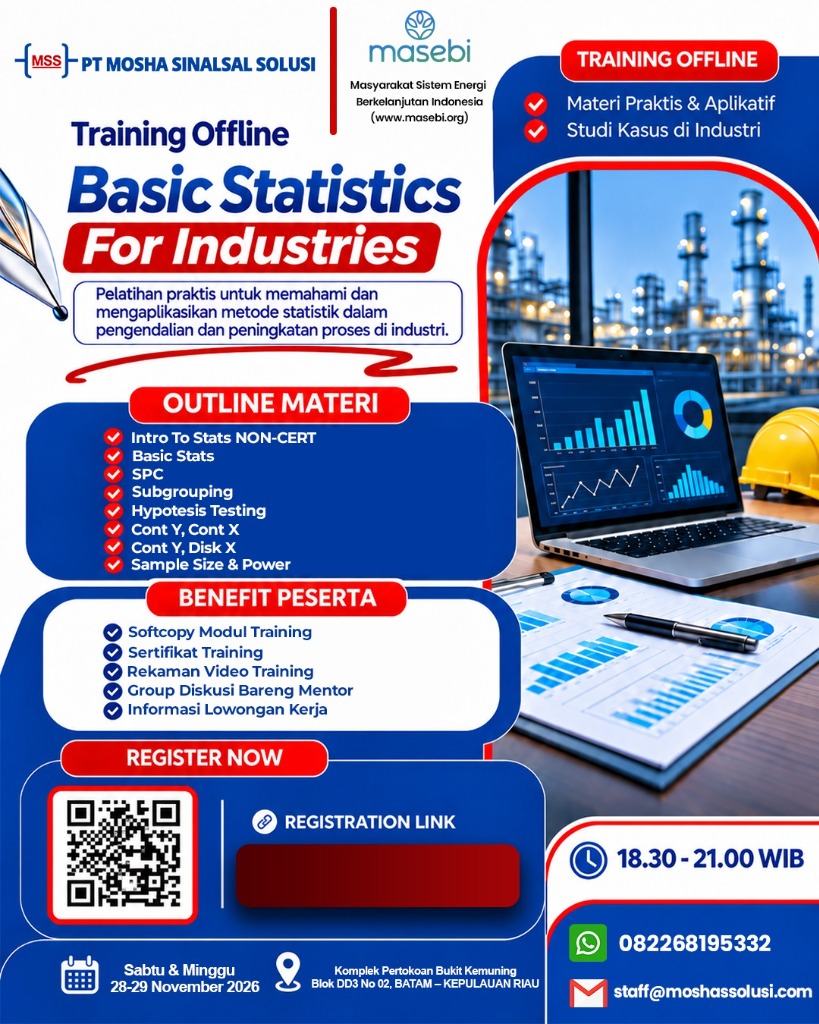 MSS
PT MOSHA SINALSAL SOLUSI
masebi
Masyarakat Sistem Energi
Berkelanjutan Indonesia
(www.masebi.org)
TRAINING OFFLINE
Materi Praktis & Aplikatif
Studi Kasus di Industri
Training Offline
Basic Statistics
For Industries
Pelatihan praktis untuk memahami dan
mengaplikasikan metode statistik dalam
pengendalian dan peningkatan proses di industri.
OUTLINE MATERI
Intro To Stats NON-CERT
Basic Stats
SPC
Subgrouping
Hypotesis Testing
Cont Y, Cont X
Cont Y, Disk X
Sample Size & Power
BENEFIT PESERTA
Softcopy Modul Training
Sertifikat Training
Rekaman Video Training
Group Diskusi Bareng Mentor
Informasi Lowongan Kerja
REGISTER NOW
REGISTRATION LINK
18.30 - 21.00 WIB
082268195332
staff@moshassolusi.com
Sabtu & Minggu
28-29 November 2026
Komplek Pertokoan Bukit Kemuning
Blok DD3 No 02, BATAM – KEPULAUAN RIAU